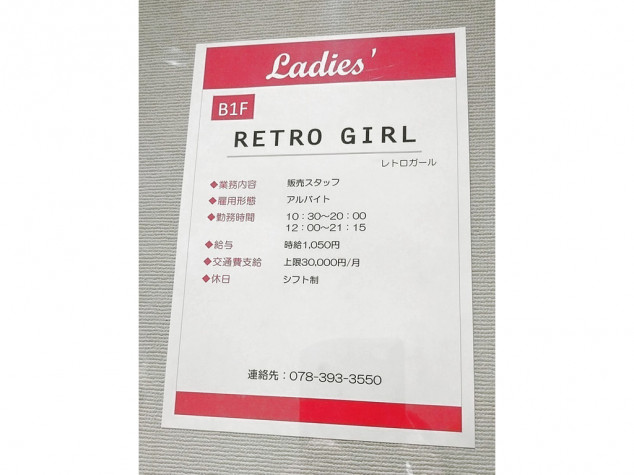 Ladies'
B1F
RETRO GIRL
レトロガール
◆業務内容 販売スタッフ
◆雇用形態 アルバイト
◆勤務時間 10:30~20:00
12:00~21:15
◆給与 時給1,050円
◆交通費支給 上限30,000円/月
◆休日 シフト制
連絡先:078-393-3550